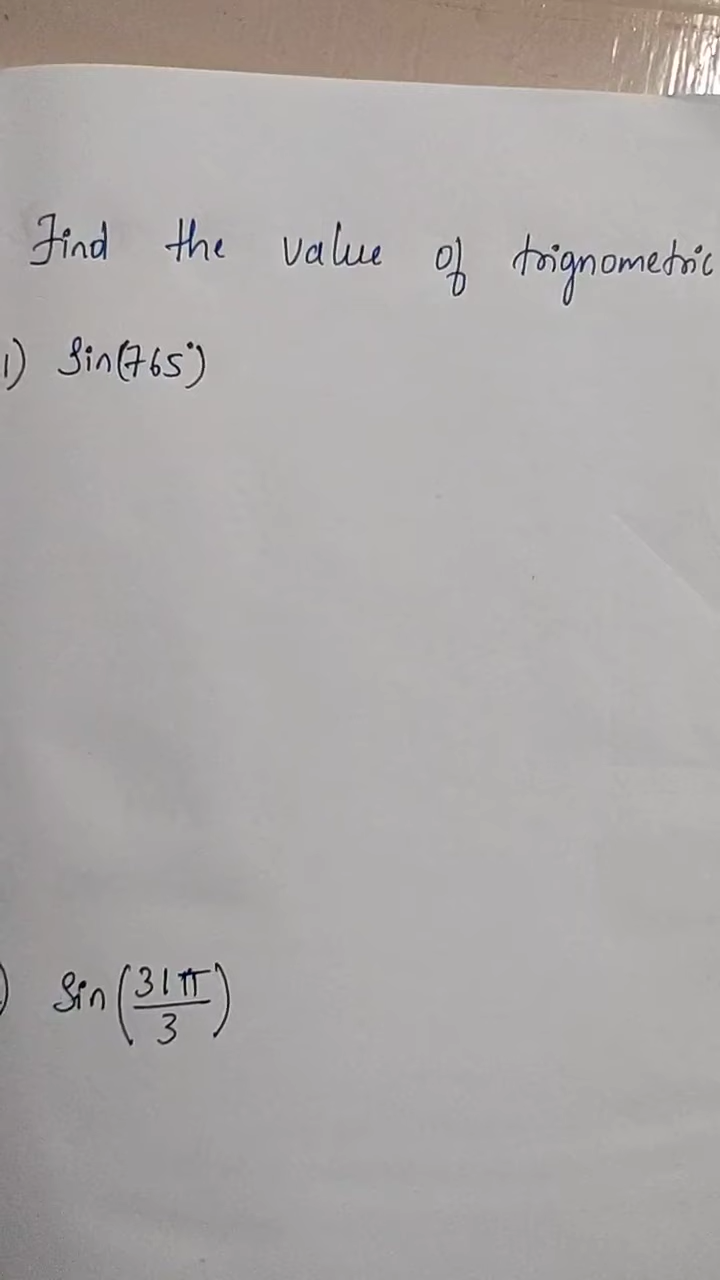 Find the value of trignometric
1) Sin(765°)
) Sin(31π/3)